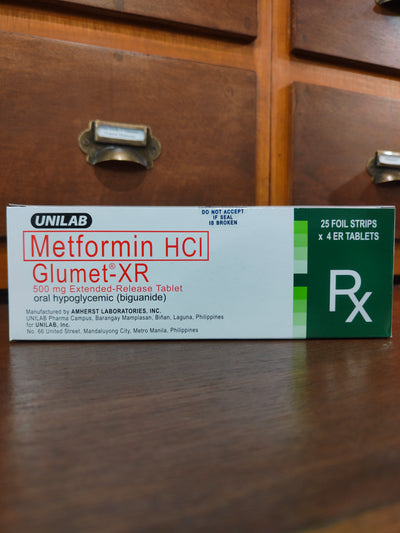 UNILAB
DO NOT ACCEPT
IF SEAL
IS BROKEN
Metformin HCl
Glumet®-XR
500 mg Extended-Release Tablet
oral hypoglycemic (biguanide)
Manufactured by AMHERST LABORATORIES, INC.
UNILAB Pharma Campus, Barangay Mamplasan, Biñan, Laguna, Philippines
for UNILAB, Inc.
No. 66 United Street, Mandaluyong City, Metro Manila, Philippines
25 FOIL STRIPS
x 4 ER TABLETS
Rx